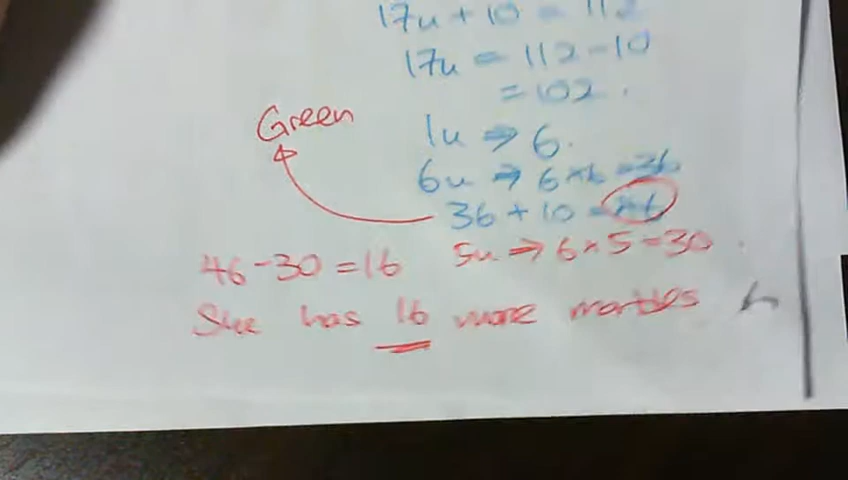 17u + 10 = 112
17u = 112 - 10
= 102.
Green
1u ⇒ 6.
6u ⇒ 6 × 6 = 36
36 + 10 = 46
5u ⇒ 6 × 5 = 30
46 - 30 = 16
She has 16 more marbles